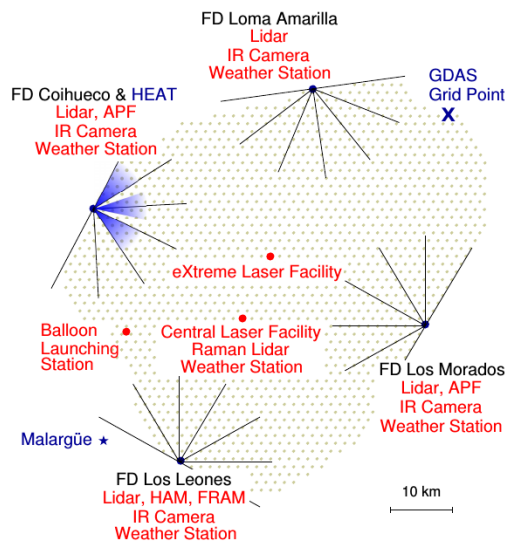 FD Loma Amarilla
Lidar
IR Camera
Weather Station
GDAS
Grid Point
X
FD Coihueco & HEAT
Lidar, APF
IR Camera
Weather Station
eXtreme Laser Facility
Balloon
Launching
Station
Central Laser Facility
Raman Lidar
Weather Station
FD Los Morados
Lidar, APF
IR Camera
Weather Station
Malargüe
FD Los Leones
Lidar, HAM, FRAM
IR Camera
Weather Station
10 km